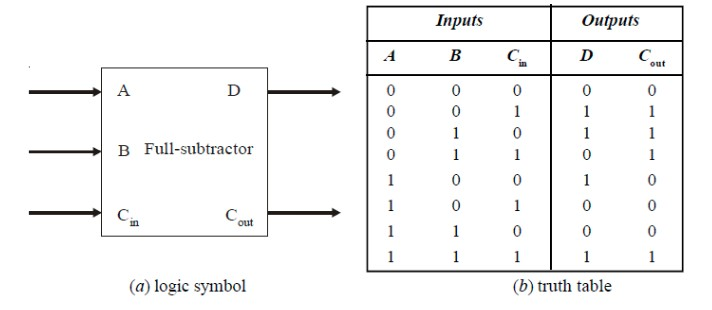 A D
B Full-subtractor
Cin Cout
(a) logic symbol
Inputs Outputs
A B Cin D Cout
0 0 0 0 0
0 0 1 1 1
0 1 0 1 1
0 1 1 0 1
1 0 0 1 0
1 0 1 0 0
1 1 0 0 0
1 1 1 1 1
(b) truth table